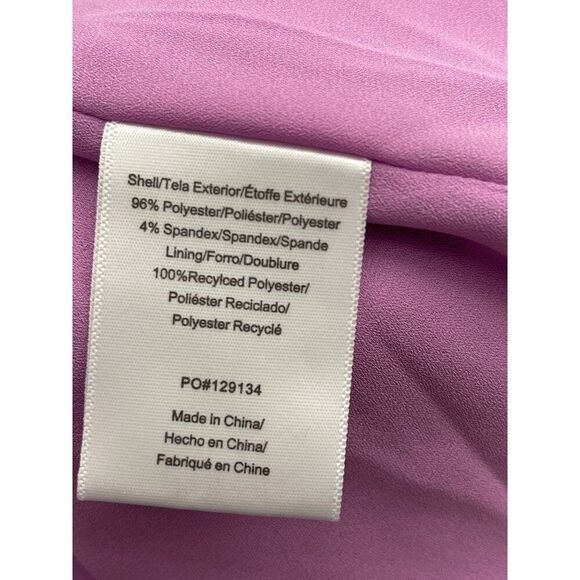 Shell/Tela Exterior/Étoffe Extérieure
96% Polyester/Poliéster/Polyester
4% Spandex/Spandex/Spande
Lining/Forro/Doublure
100%Recylced Polyester/
Poliéster Reciclado/
Polyester Recyclé
PO#129134
Made in China/
Hecho en China/
Fabriqué en Chine